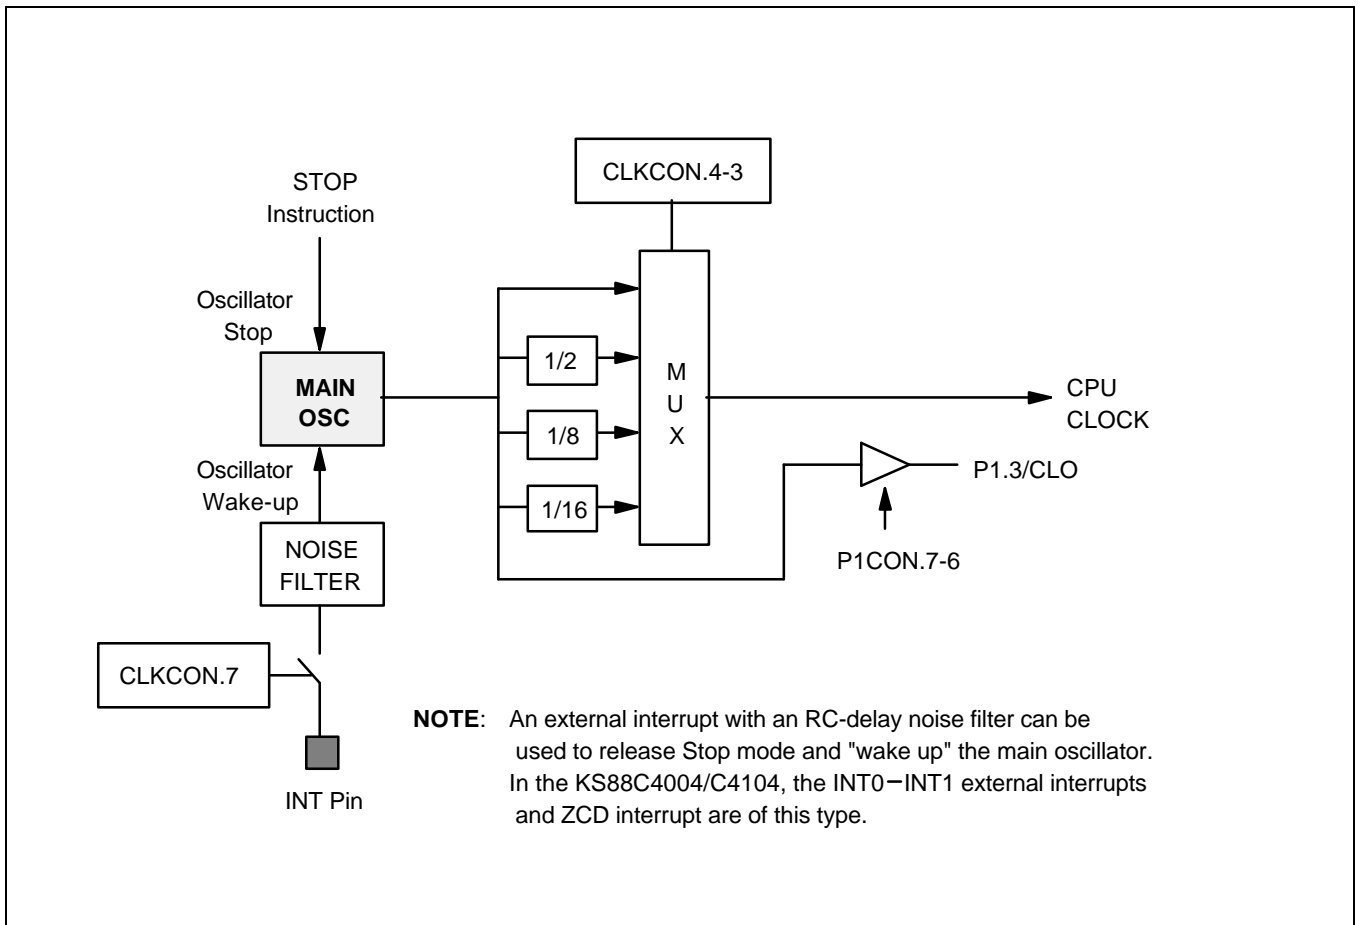 CLKCON.4-3
STOP
Instruction
Oscillator
Stop
MAIN
OSC
Oscillator
Wake-up
NOISE
FILTER
CLKCON.7
INT Pin
1/2
1/8
1/16
M
U
X
CPU
CLOCK
P1.3/CLO
P1CON.7-6
NOTE: An external interrupt with an RC-delay noise filter can be
used to release Stop mode and "wake up" the main oscillator.
In the KS88C4004/C4104, the INT0–INT1 external interrupts
and ZCD interrupt are of this type.